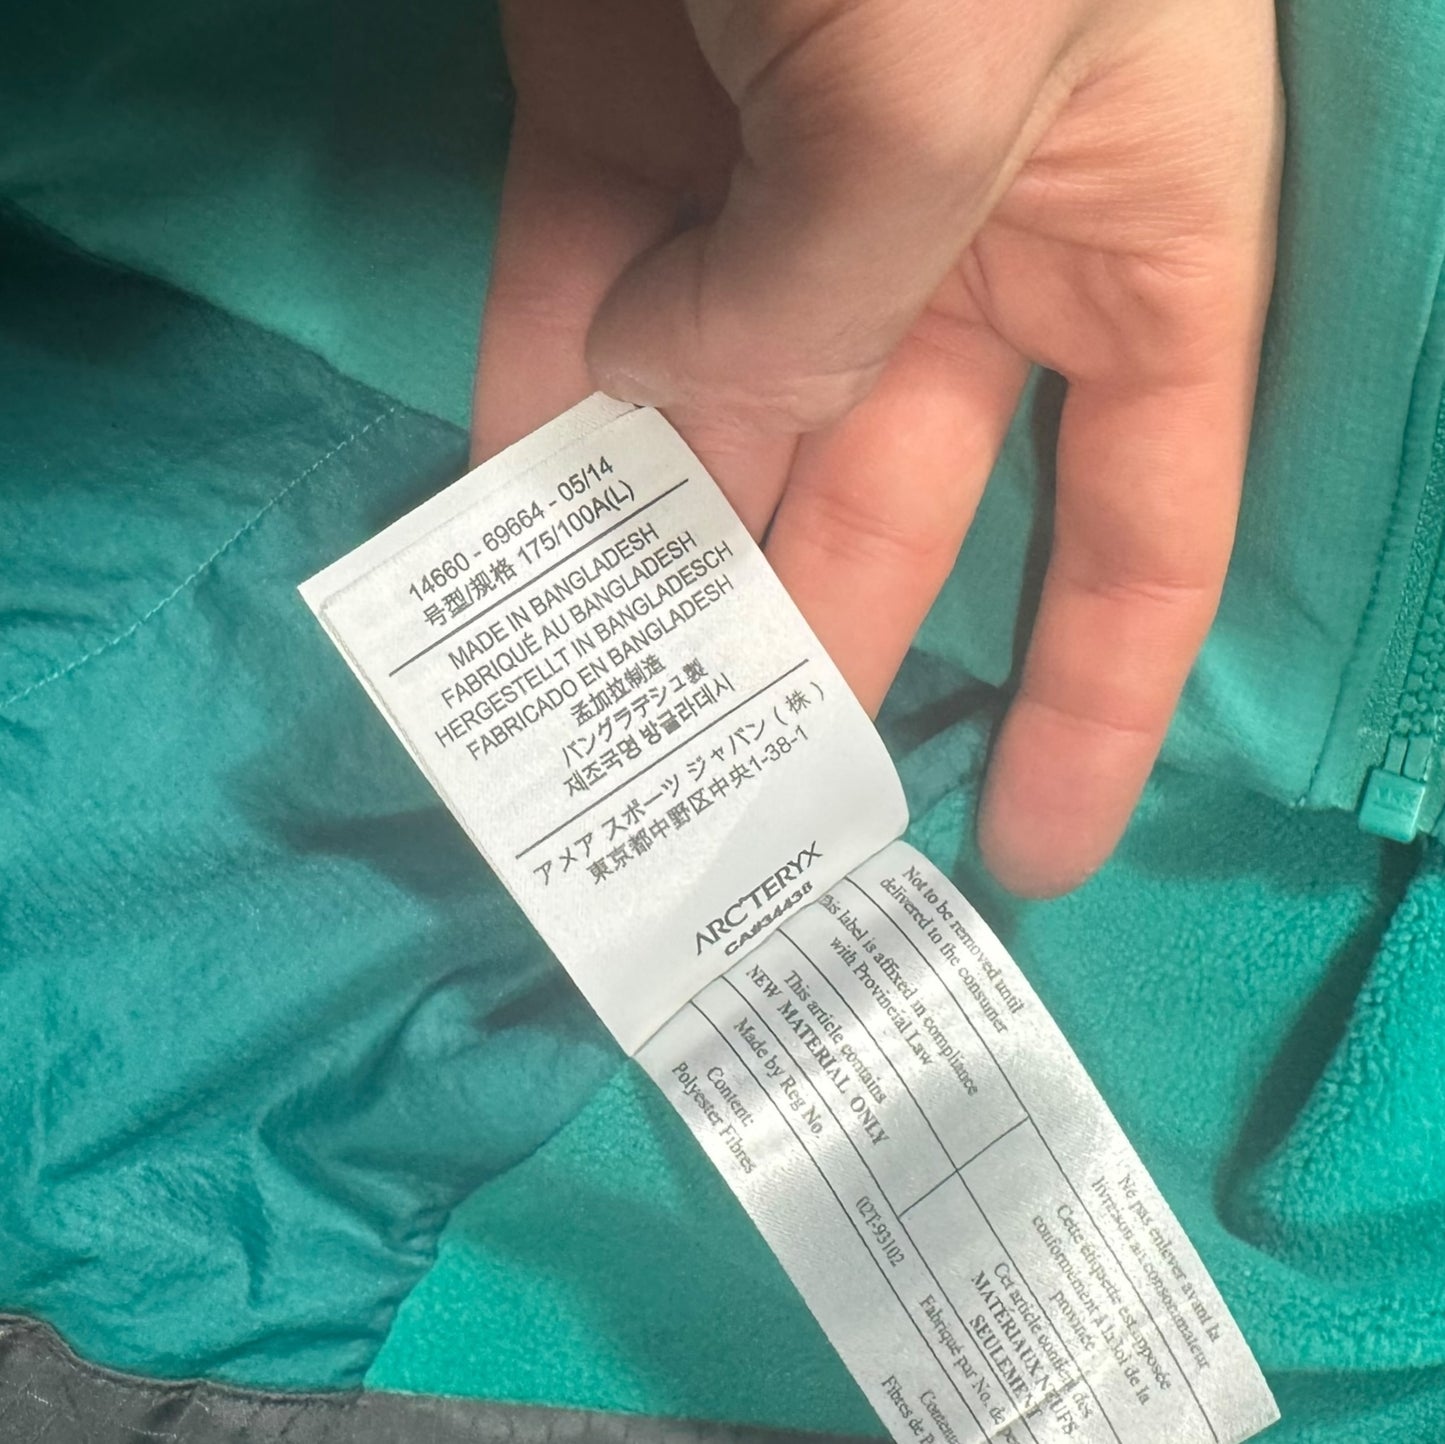 14660 - 69664 - 05/14
号型/规格 175/100A(L)
MADE IN BANGLADESH
FABRIQUÉ AU BANGLADESH
HERGESTELLT IN BANGLADESCH
FABRICADO EN BANGLADESH
孟加拉制造
バングラデシュ製
제조국명 방글라데시
アメア スポーツ ジャパン（株）
東京都中野区中央1-38-1
ARC'TERYX
CA#34438
Not to be removed until
delivered to the consumer
This label is affixed in compliance
with Provincial Law
This article contains
NEW MATERIAL ONLY
Made by Reg No.
Content:
Polyester Fibres
02T-93102
Né pas enlever avant la
livraison au consommateur
Cette étiquette est apposée
conformément à la loi de la
province
Cet article contient des
MATÉRIAUX NEUFS
SEULEMENT
Fabriqué par No. de
Fibres de